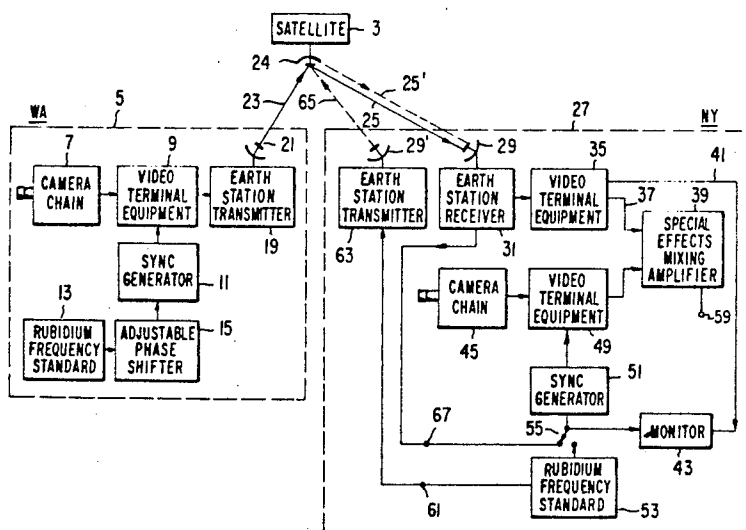 SATELLITE 3
24
25'
23 65 25
5 27
WA NY
7 9 21 29' 29 35 41
CAMERA CHAIN
VIDEO TERMINAL EQUIPMENT
EARTH STATION TRANSMITTER
19
EARTH STATION TRANSMITTER
63
EARTH STATION RECEIVER
31
VIDEO TERMINAL EQUIPMENT
37 39
SPECIAL EFFECTS MIXING AMPLIFIER
59
SYNC GENERATOR
11
13
RUBIDIUM FREQUENCY STANDARD
ADJUSTABLE PHASE SHIFTER
15
CAMERA CHAIN
45
VIDEO TERMINAL EQUIPMENT
49
SYNC GENERATOR
51
67 55
MONITOR
43
61
RUBIDIUM FREQUENCY STANDARD
53